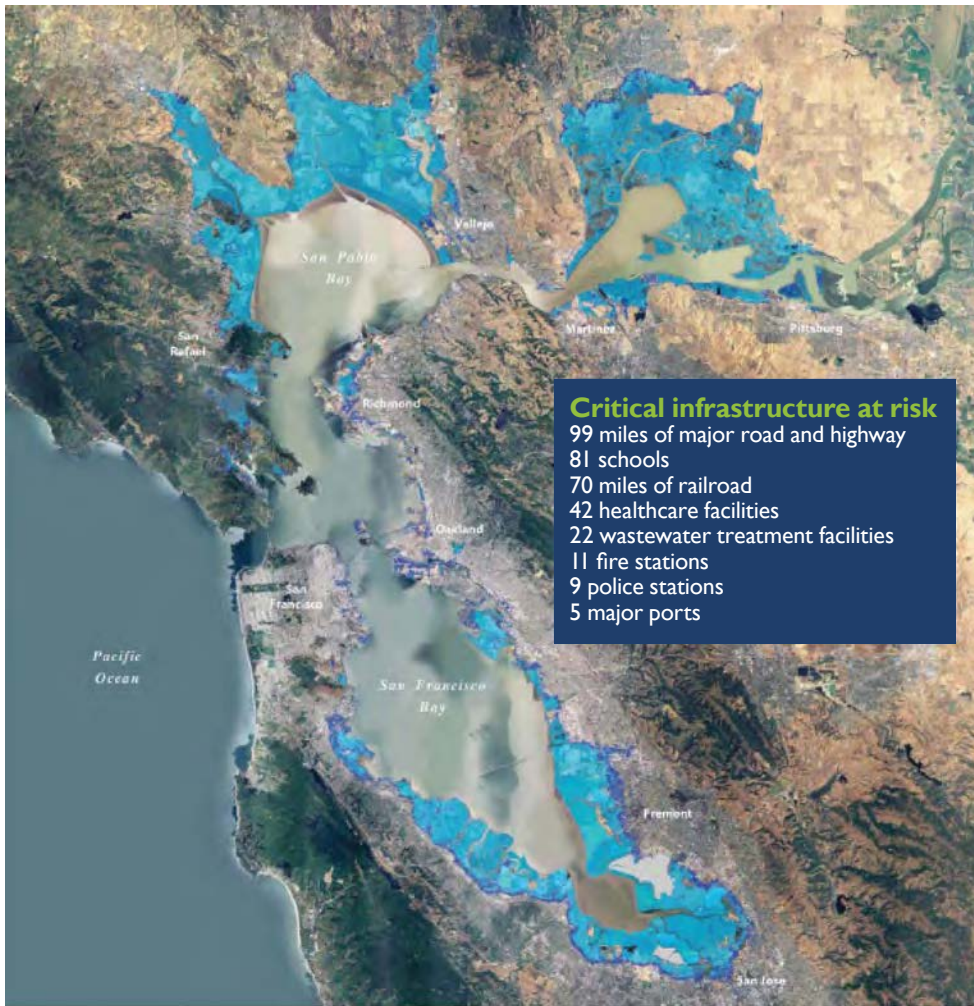 Vallejo
San Pablo
Bay
Martinez
Pittsburg
San
Rafael
Richmond
Critical infrastructure at risk
99 miles of major road and highway
81 schools
70 miles of railroad
42 healthcare facilities
22 wastewater treatment facilities
11 fire stations
9 police stations
5 major ports
Oakland
San
Francisco
Pacific
Ocean
San Francisco
Bay
Fremont
San Jose